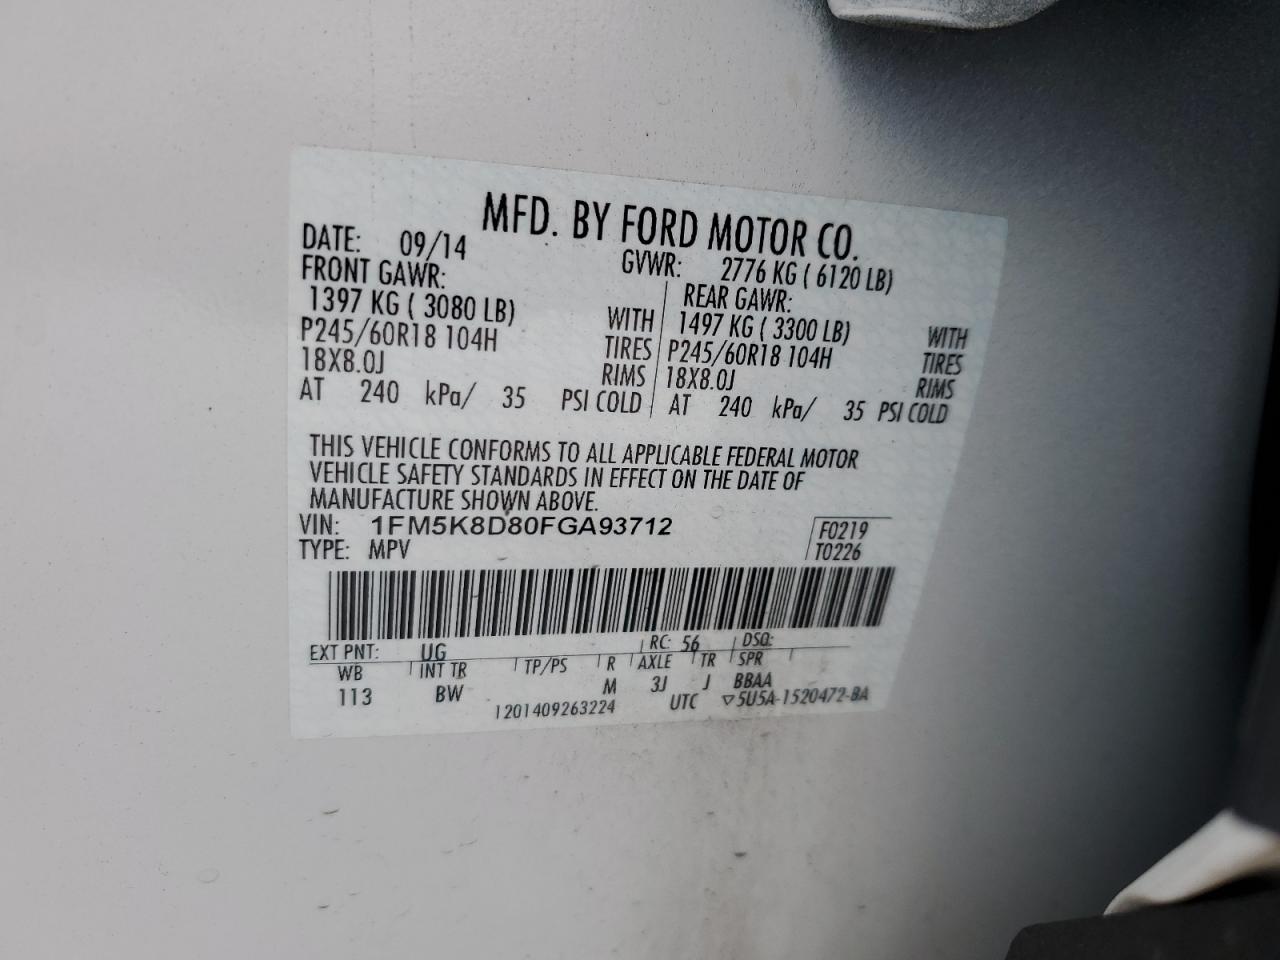 MFD. BY FORD MOTOR CO.
DATE: 09/14 GVWR: 2776 KG ( 6120 LB)
FRONT GAWR: REAR GAWR:
1397 KG ( 3080 LB) WITH 1497 KG ( 3300 LB) WITH
P245/60R18 104H TIRES P245/60R18 104H TIRES
18X8.0J RIMS 18X8.0J RIMS
AT 240 kPa/ 35 PSI COLD AT 240 kPa/ 35 PSI COLD
THIS VEHICLE CONFORMS TO ALL APPLICABLE FEDERAL MOTOR
VEHICLE SAFETY STANDARDS IN EFFECT ON THE DATE OF
MANUFACTURE SHOWN ABOVE.
VIN: 1FM5K8D80FGA93712 F0219
TYPE: MPV T0226
EXT PNT: UG RC: 56 DSO:
WB INT TR TP/PS R AXLE TR SPR
113 BW M 3J J BBAA
1201409263224 UTC ▽5U5A-1520472-BA